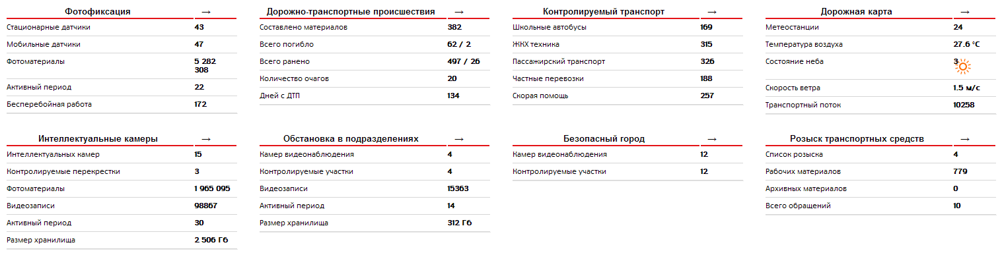 Фотофиксация →
Стационарные датчики 43
Мобильные датчики 47
Фотоматериалы 5 282
308
Активный период 22
Бесперебойная работа 172
Дорожно-транспортные происшествия →
Составлено материалов 382
Всего погибло 62 / 2
Всего ранено 497 / 26
Количество очагов 20
Дней с ДТП 134
Контролируемый транспорт →
Школьные автобусы 169
ЖКХ техника 315
Пассажирский транспорт 326
Частные перевозки 188
Скорая помощь 257
Дорожная карта →
Метеостанции 24
Температура воздуха 27.6 °C
Состояние неба 3
Скорость ветра 1.5 м/с
Транспортный поток 10258
Интеллектуальные камеры →
Интеллектуальных камер 15
Контролируемые перекрестки 3
Фотоматериалы 1 965 095
Видеозаписи 98867
Активный период 30
Размер хранилища 2 506 Гб
Обстановка в подразделениях →
Камер видеонаблюдения 4
Контролируемые участки 4
Видеозаписи 15363
Активный период 14
Размер хранилища 312 Гб
Безопасный город →
Камер видеонаблюдения 12
Контролируемые участки 12
Розыск транспортных средств →
Список розыска 4
Рабочих материалов 779
Архивных материалов 0
Всего обращений 10